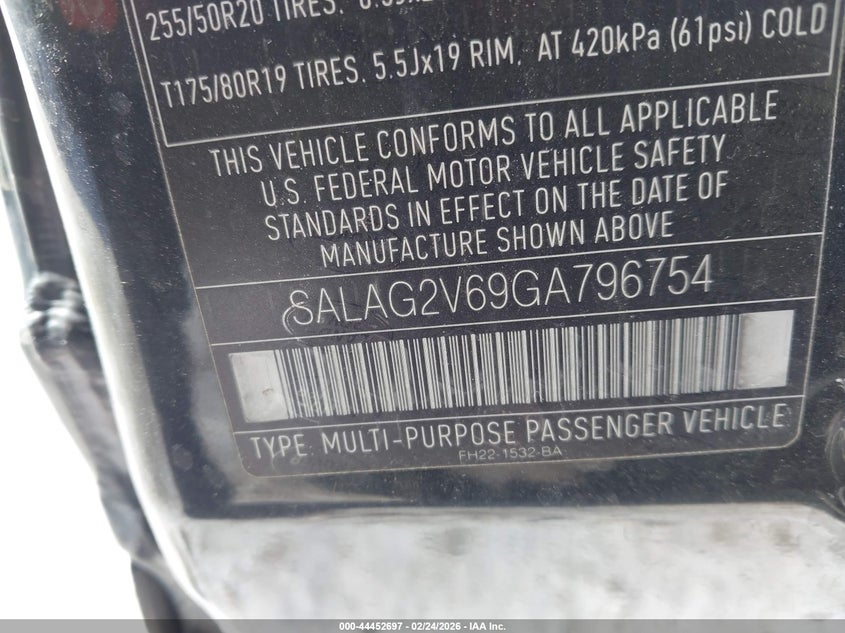 255/50R20 TIRES.
T175/80R19 TIRES. 5.5Jx19 RIM, AT 420kPa (61psi) COLD
THIS VEHICLE CONFORMS TO ALL APPLICABLE
U.S. FEDERAL MOTOR VEHICLE SAFETY
STANDARDS IN EFFECT ON THE DATE OF
MANUFACTURE SHOWN ABOVE
SALAG2V69GA796754
TYPE: MULTI-PURPOSE PASSENGER VEHICLE
FH22-1532-BA
000-44452697 - 02/24/2026 - IAA Inc.